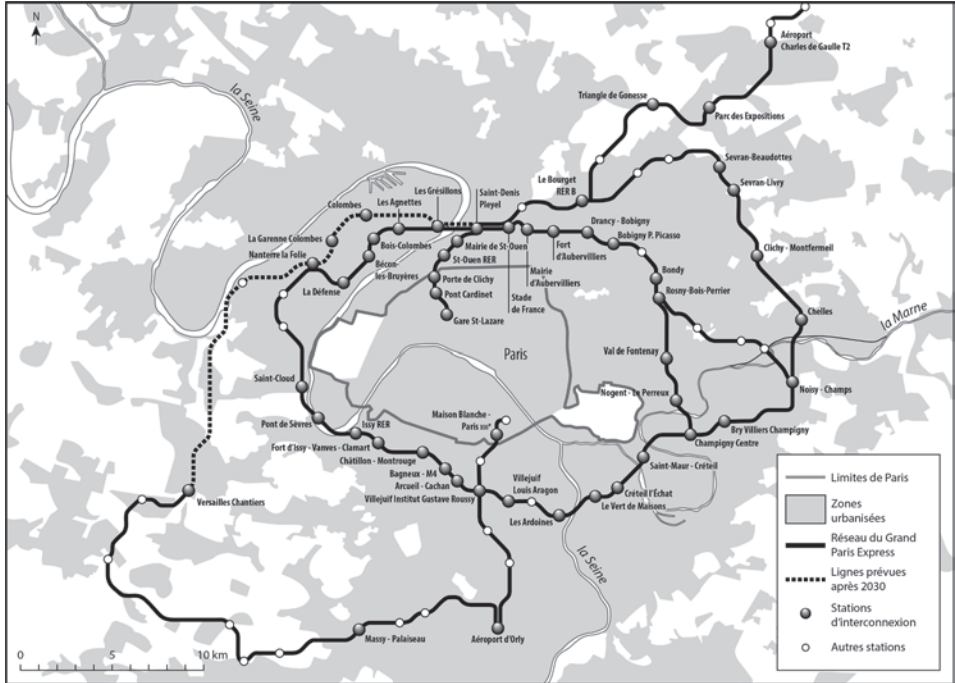 N
Aéroport
Charles de Gaulle T2
la Seine
Triangle de Gonesse
Parc des Expositions
Le Bourget
RER B
Sevran-Beaudottes
Sevran-Livry
Les Grésillons
Saint-Denis
Pleyel
Colombes
Les Agnettes
Drancy - Bobigny
Bobigny P. Picasso
La Garenne Colombes
Bois-Colombes
Mairie de St-Ouen
Fort
d'Aubervilliers
Clichy - Montfermeil
Nanterre la Folie
Bécon-
les-Bruyères
St-Ouen RER
Mairie
d'Aubervilliers
Bondy
La Défense
Porte de Clichy
Pont Cardinet
Stade
de France
Rosny-Bois-Perrier
Gare St-Lazare
Chelles
la Marne
Paris
Val de Fontenay
Saint-Cloud
Nogent - Le Perreux
Noisy - Champs
Maison Blanche -
Paris XIIIe
Pont de Sèvres
Issy RER
Bry Villiers Champigny
Fort d'Issy - Vanves - Clamart
Champigny Centre
Châtillon - Montrouge
Saint-Maur - Créteil
Bagneux - M4
Arcueil - Cachan
Villejuif
Louis Aragon
Créteil l'Échat
Villejuif Institut Gustave Roussy
Le Vert de Maisons
Versailles Chantiers
Les Ardoines
la Seine
Massy - Palaiseau
Aéroport d'Orly
0 5 10 km
Limites de Paris
Zones
urbanisées
Réseau du Grand
Paris Express
Lignes prévues
après 2030
Stations
d'interconnexion
Autres stations